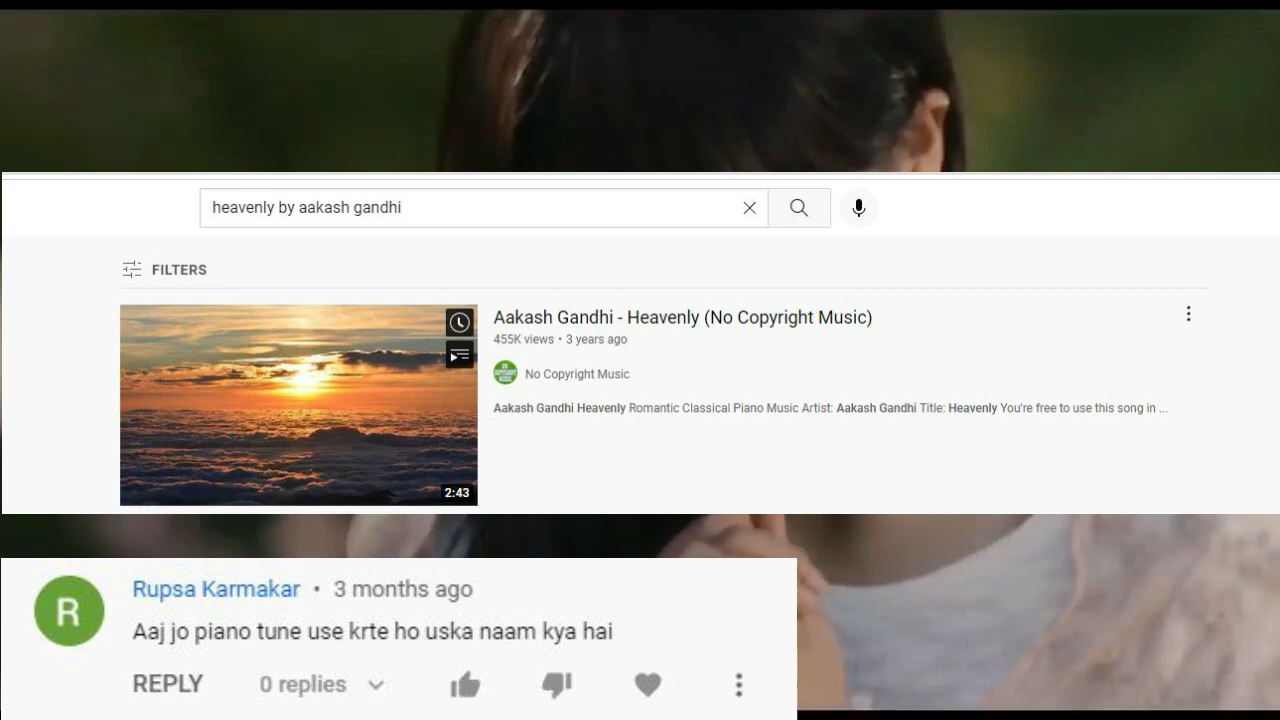 heavenly by aakash gandhi
FILTERS
Aakash Gandhi - Heavenly (No Copyright Music)
455K views • 3 years ago
No Copyright Music
Aakash Gandhi Heavenly Romantic Classical Piano Music Artist: Aakash Gandhi Title: Heavenly You're free to use this song in ...
2:43
R
Rupsa Karmakar • 3 months ago
Aaj jo piano tune use krte ho uska naam kya hai
REPLY 0 replies